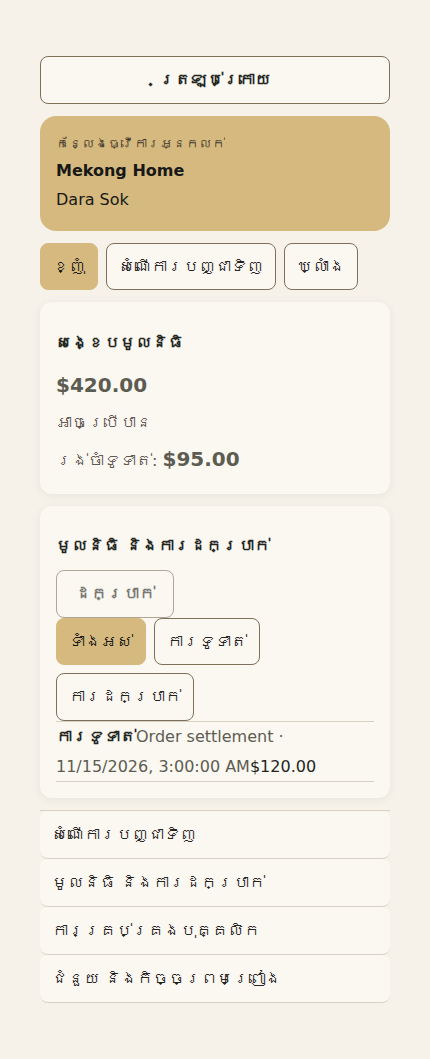 ត្រឡប់ក្រោយ
កន្លែងធ្វើការអ្នកលក់
Mekong Home
Dara Sok
ខ្ញុំ
សំណើការបញ្ជាទិញ
ឃ្លាំង
សង្ខេបមូលនិធិ
$420.00
អាចប្រើបាន
រង់ចាំទូទាត់: $95.00
មូលនិធិ និងការដកប្រាក់
ដកប្រាក់
ទាំងអស់
ការទូទាត់
ការដកប្រាក់
ការទូទាត់Order settlement ·
11/15/2026, 3:00:00 AM$120.00
សំណើការបញ្ជាទិញ
មូលនិធិ និងការដកប្រាក់
ការគ្រប់គ្រងបុគ្គលិក
ជំនួយ និងកិច្ចព្រមព្រៀង